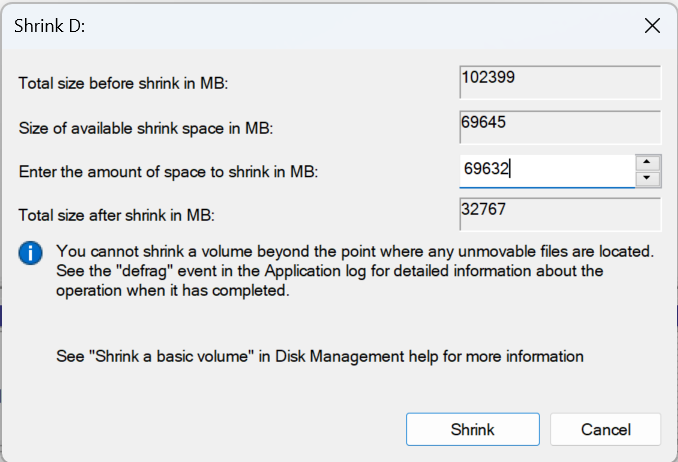 Shrink D:
Total size before shrink in MB: 102399
Size of available shrink space in MB: 69645
Enter the amount of space to shrink in MB: 69632
Total size after shrink in MB: 32767
You cannot shrink a volume beyond the point where any unmovable files are located.
See the "defrag" event in the Application log for detailed information about the
operation when it has completed.
See "Shrink a basic volume" in Disk Management help for more information
Shrink Cancel